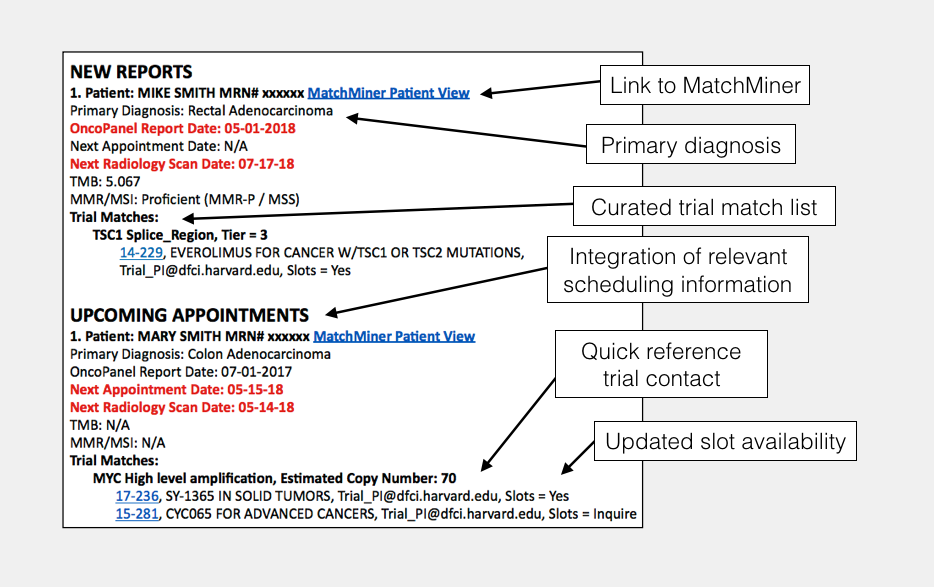 NEW REPORTS
1. Patient: MIKE SMITH MRN# xxxxxx MatchMiner Patient View
Primary Diagnosis: Rectal Adenocarcinoma
OncoPanel Report Date: 05-01-2018
Next Appointment Date: N/A
Next Radiology Scan Date: 07-17-18
TMB: 5.067
MMR/MSI: Proficient (MMR-P / MSS)
Trial Matches:
TSC1 Splice_Region, Tier = 3
14-229, EVEROLIMUS FOR CANCER W/TSC1 OR TSC2 MUTATIONS,
Trial_PI@dfci.harvard.edu, Slots = Yes
UPCOMING APPOINTMENTS
1. Patient: MARY SMITH MRN# xxxxxx MatchMiner Patient View
Primary Diagnosis: Colon Adenocarcinoma
OncoPanel Report Date: 07-01-2017
Next Appointment Date: 05-15-18
Next Radiology Scan Date: 05-14-18
TMB: N/A
MMR/MSI: N/A
Trial Matches:
MYC High level amplification, Estimated Copy Number: 70
17-236, SY-1365 IN SOLID TUMORS, Trial_PI@dfci.harvard.edu, Slots = Yes
15-281, CYC065 FOR ADVANCED CANCERS, Trial_PI@dfci.harvard.edu, Slots = Inquire
Link to MatchMiner
Primary diagnosis
Curated trial match list
Integration of relevant
scheduling information
Quick reference
trial contact
Updated slot availability